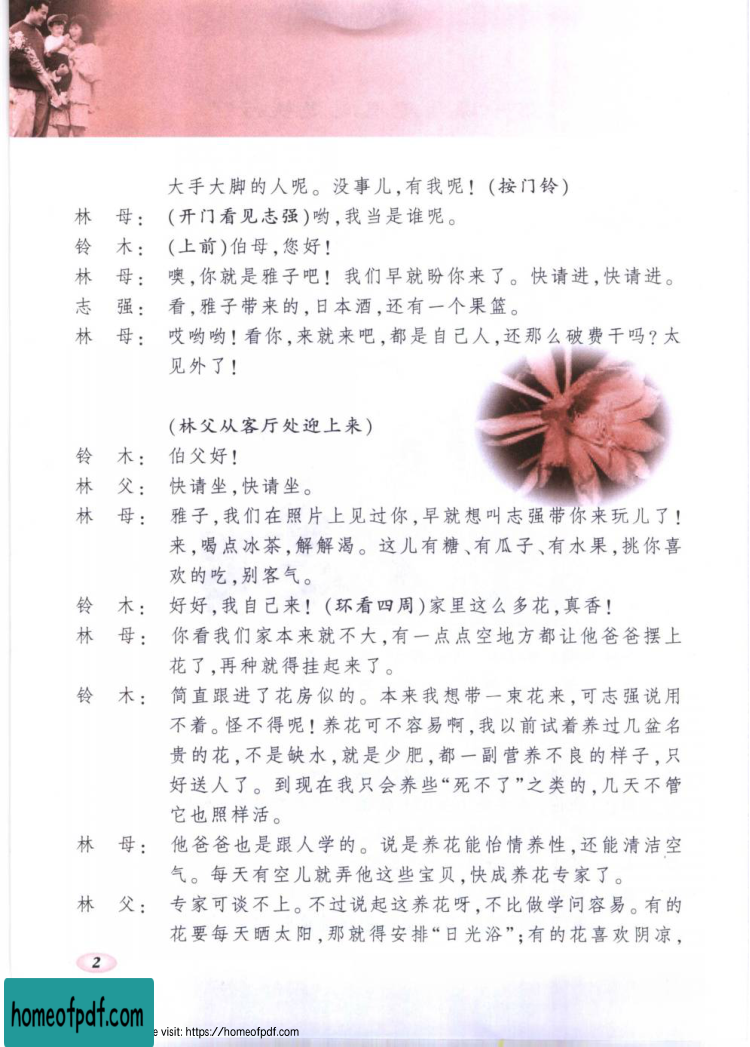 大手大脚的人呢。没事儿,有我呢!(按门铃)
林 母: (开门看见志强)哟,我当是谁呢。
铃 木: (上前)伯母,您好!
林 母: 噢,你就是雅子吧! 我们早就盼你来了。快请进,快请进。
志 强: 看,雅子带来的,日本酒,还有一个果篮。
林 母: 哎哟哟!看你,来就来吧,都是自己人,还那么破费干吗?太
见外了!
(林父从客厅处迎上来)
铃 木: 伯父好!
林 父: 快请坐,快请坐。
林 母: 雅子,我们在照片上见过你,早就想叫志强带你来玩儿了!
来,喝点冰茶,解解渴。这儿有糖、有瓜子、有水果,挑你喜
欢的吃,别客气。
铃 木: 好好,我自己来!(环看四周)家里这么多花,真香!
林 母: 你看我们家本来就不大,有一点点空地方都让他爸爸摆上
花了,再种就得挂起来了。
铃 木: 简直跟进了花房似的。本来我想带一束花来,可志强说用
不着。怪不得呢!养花可不容易啊,我以前试着养过几盆名
贵的花,不是缺水,就是少肥,都一副营养不良的样子,只
好送人了。到现在我只会养些“死不了”之类的,几天不管
它也照样活。
林 母: 他爸爸也是跟人学的。说是养花能怡情养性,还能清洁空
气。每天有空儿就弄他这些宝贝,快成养花专家了。
林 父: 专家可谈不上。不过说起这养花呀,不比做学问容易。有的
花要每天晒太阳,那就得安排“日光浴”;有的花喜欢阴凉,
2
homeofpdf.com
e visit: https://homeofpdf.com